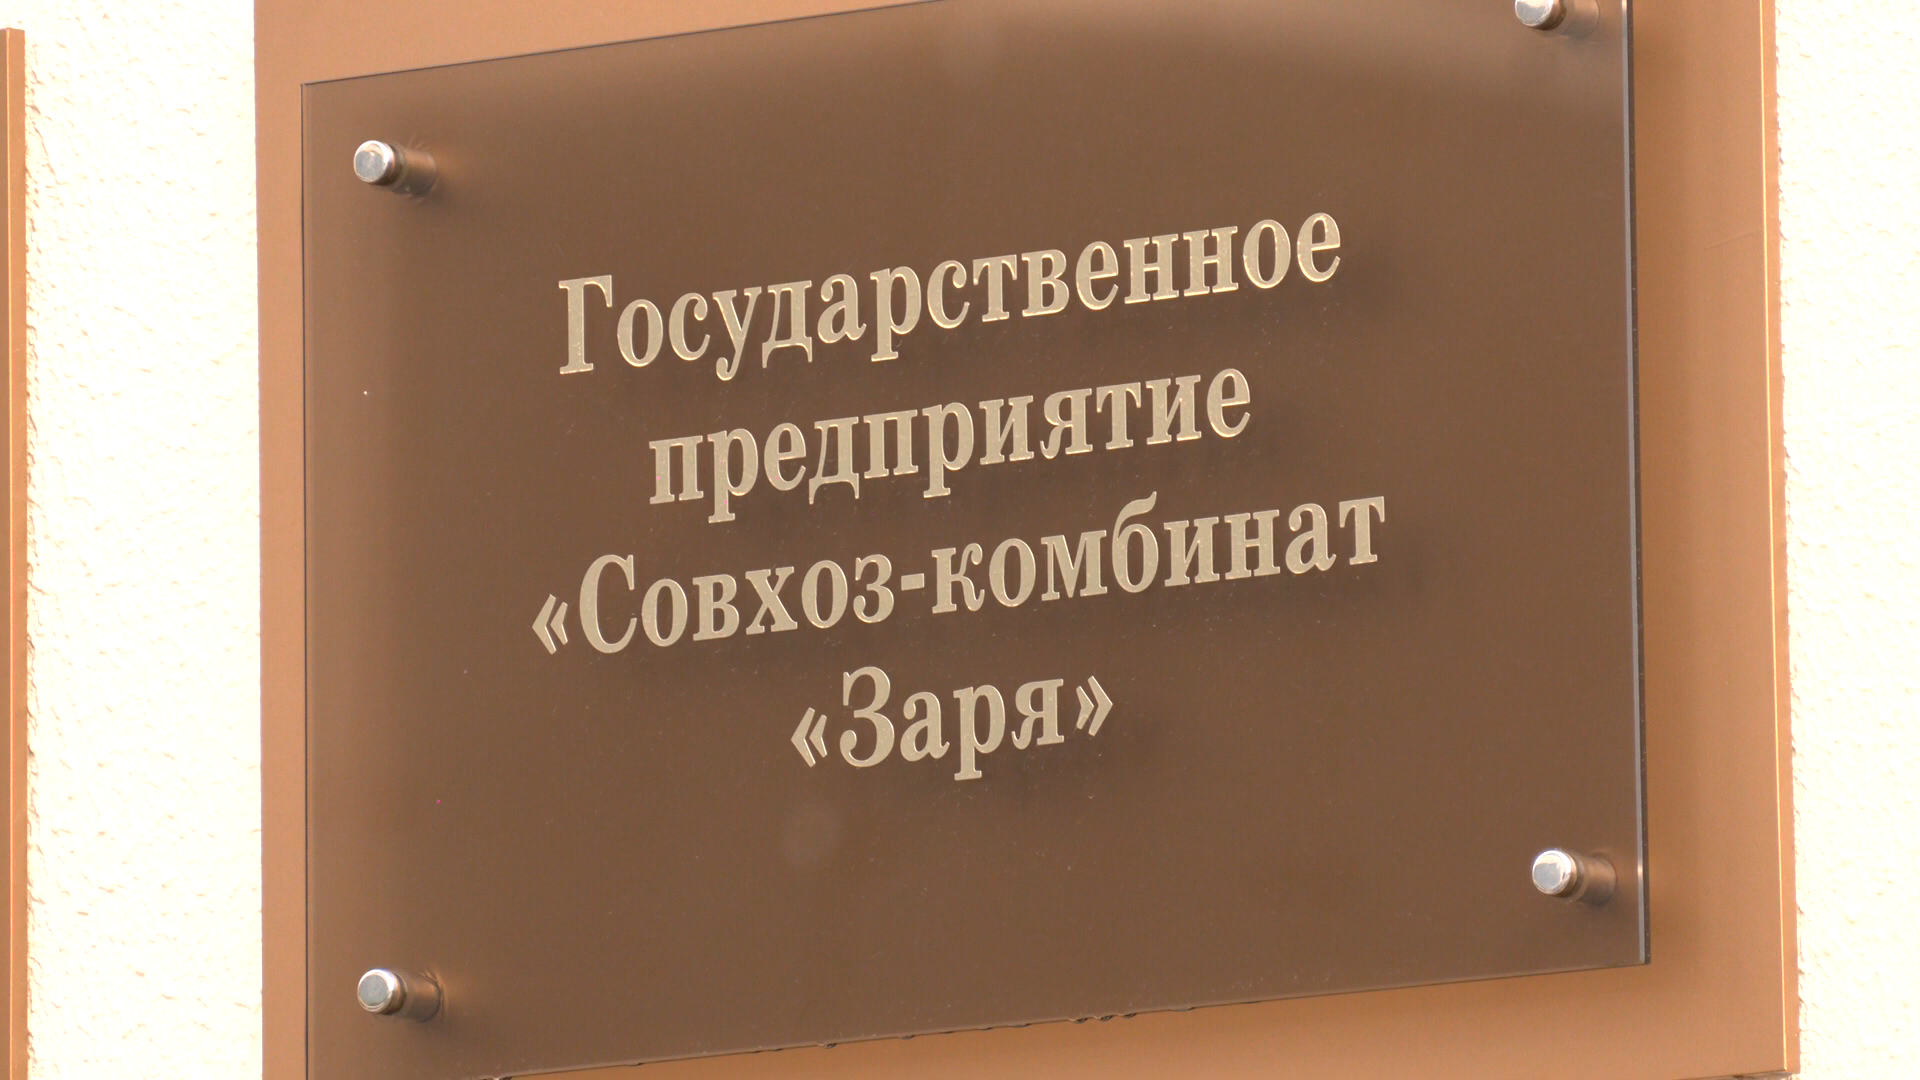 Государственное
предприятие
«Совхоз-комбинат
«Заря»